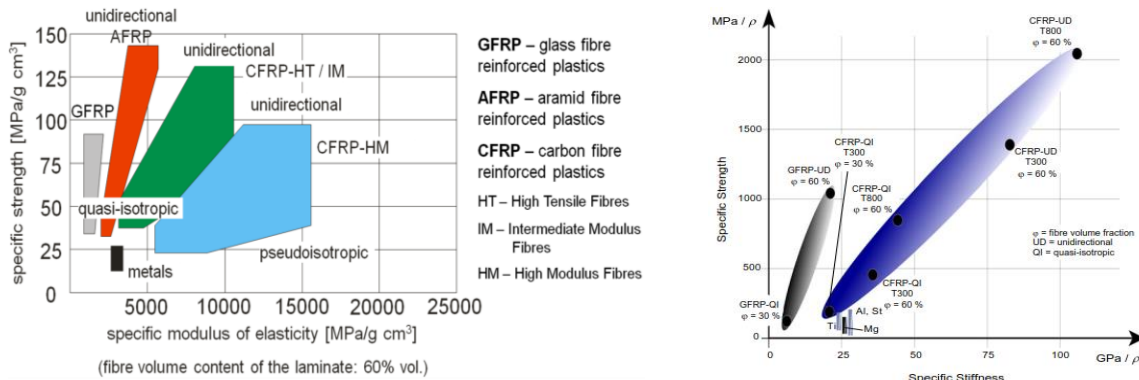 unidirectional
AFRP
unidirectional
CFRP-HT / IM
unidirectional
CFRP-HM
GFRP
quasi-isotropic
metals
pseudoisotropic
specific strength [MPa/g cm3]
150
125
100
75
50
25
0
5000
10000
15000
20000
25000
specific modulus of elasticity [MPa/g cm3]
(fibre volume content of the laminate: 60% vol.)
GFRP – glass fibre
reinforced plastics
AFRP – aramid fibre
reinforced plastics
CFRP – carbon fibre
reinforced plastics
HT – High Tensile Fibres
IM – Intermediate Modulus
Fibres
HM – High Modulus Fibres
MPa/ρ
Specific Strength
2000
1500
1000
500
0
CFRP-UD
T800
φ = 60 %
CFRP-UD
T300
φ = 60 %
CFRP-QI
T300
φ = 30 %
GFRP-UD
φ = 60 %
CFRP-QI
T800
φ = 60 %
φ = fibre volume fraction
UD = unidirectional
QI = quasi-isotropic
CFRP-QI
T300
φ = 60 %
GFRP-QI
φ = 30 %
Al, St
Ti
Mg
0
25
50
75
100
GPa / ρ
Specific Stiffness